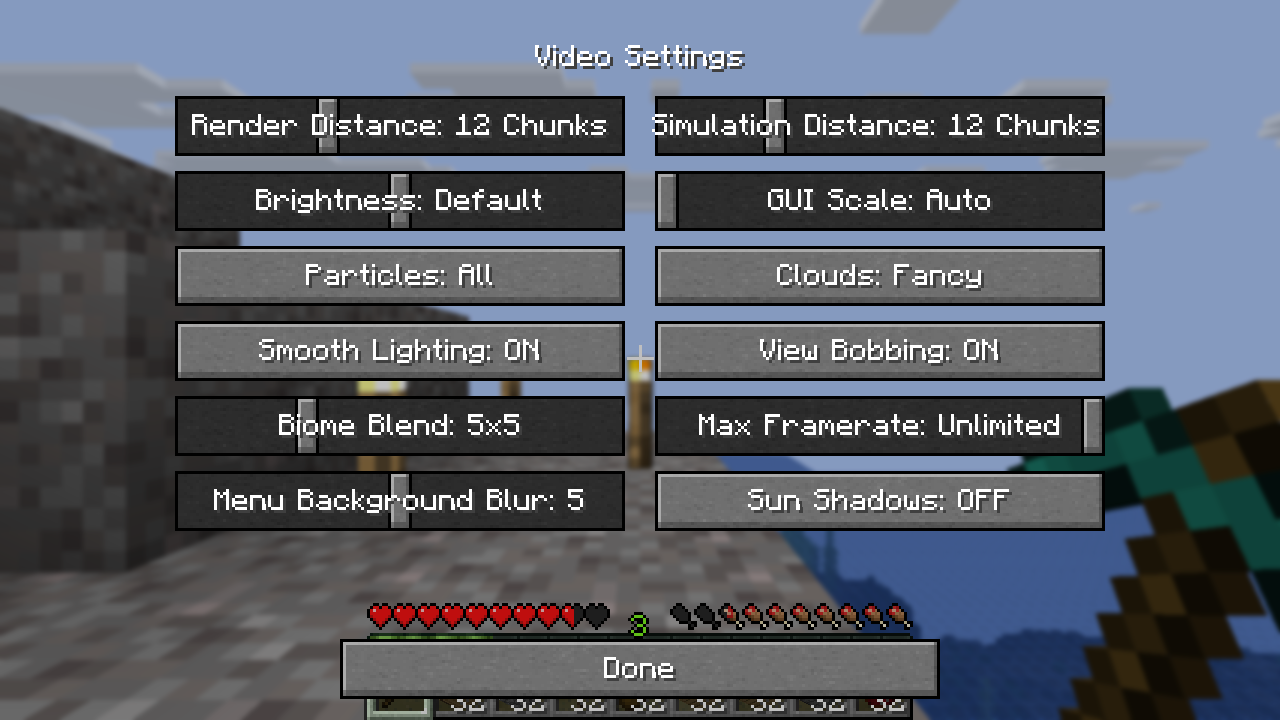 Video Settings
Render Distance: 12 Chunks
Simulation Distance: 12 Chunks
Brightness: Default
GUI Scale: Auto
Particles: All
Clouds: Fancy
Smooth Lighting: ON
View Bobbing: ON
Biome Blend: 5x5
Max Framerate: Unlimited
Menu Background Blur: 5
Sun Shadows: OFF
3
Done